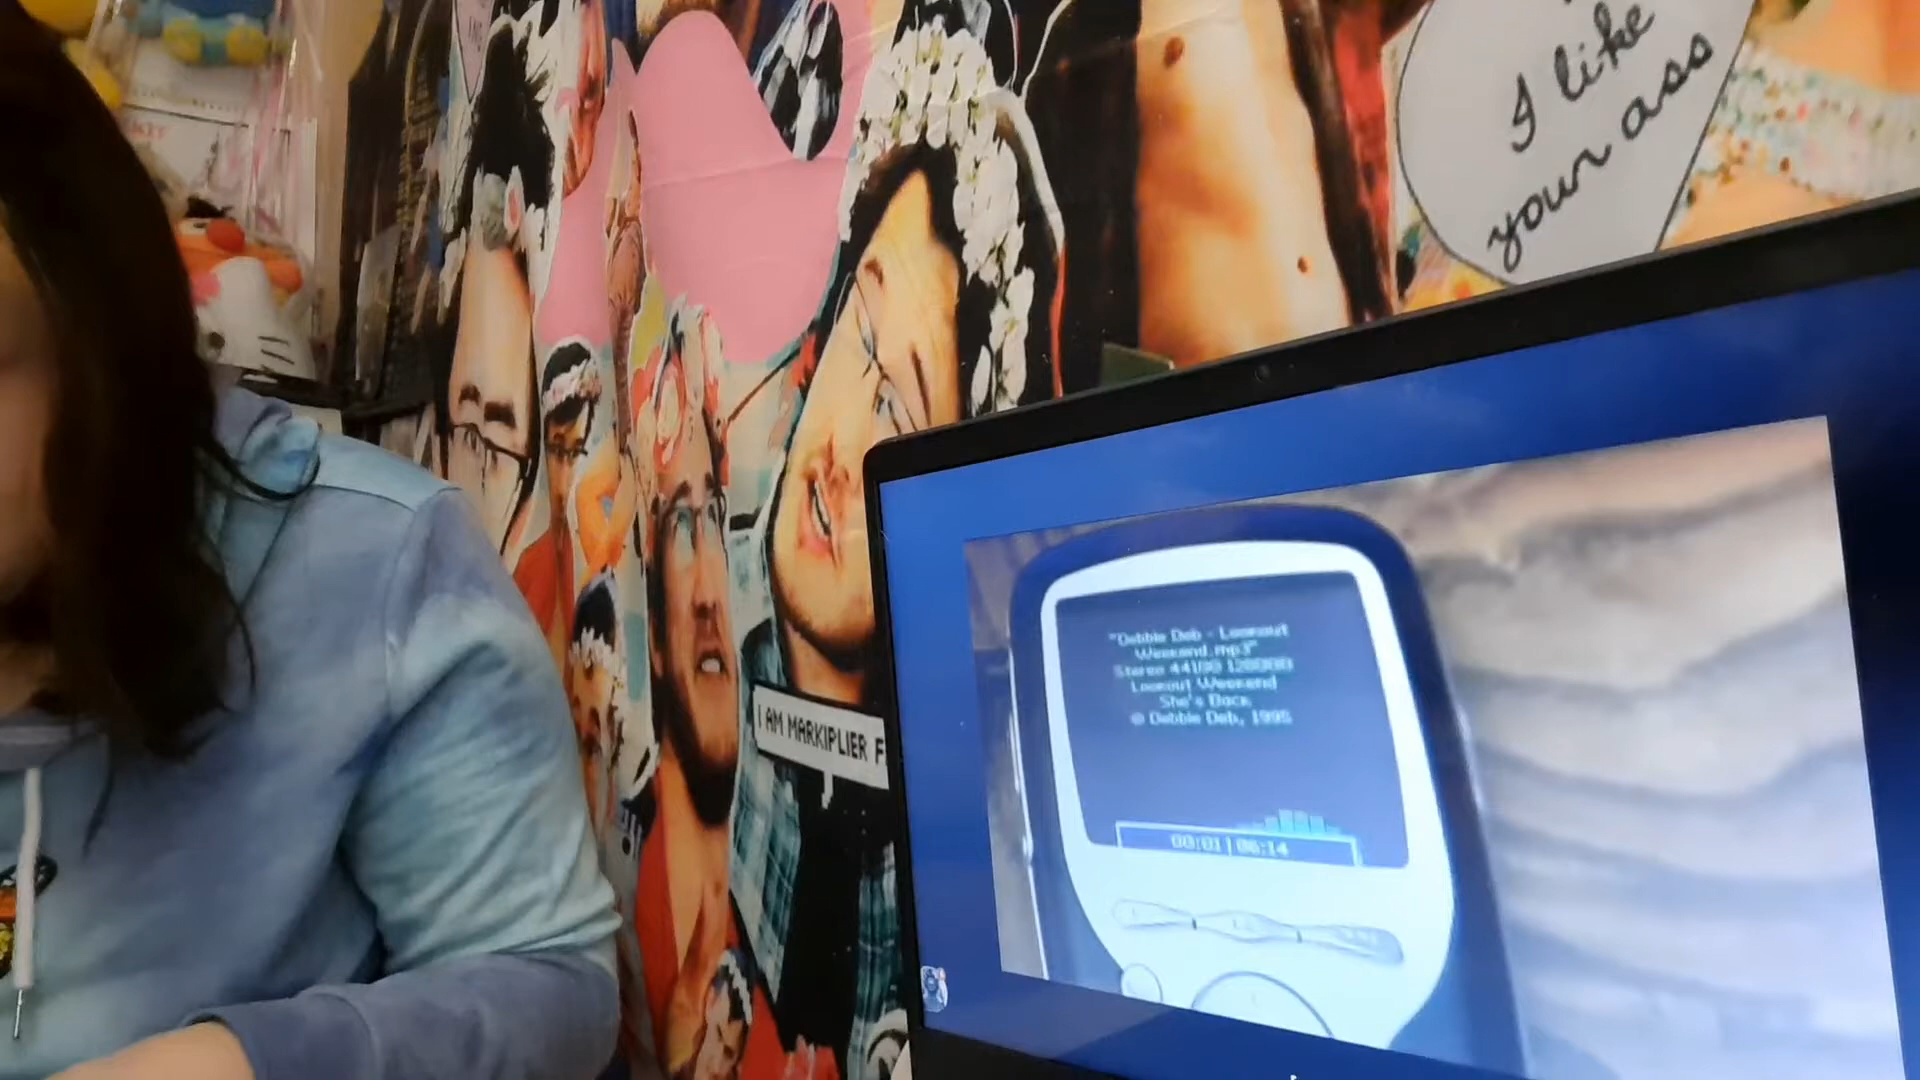 I like
your ass
KIT
I AM MARKIPLIER F
"Debbie Deb - Lookout
Weekend.mp3"
Stereo 44100 128000
Lookout Weekend
She's Back
© Debbie Deb, 1995
00:01 | 06:14